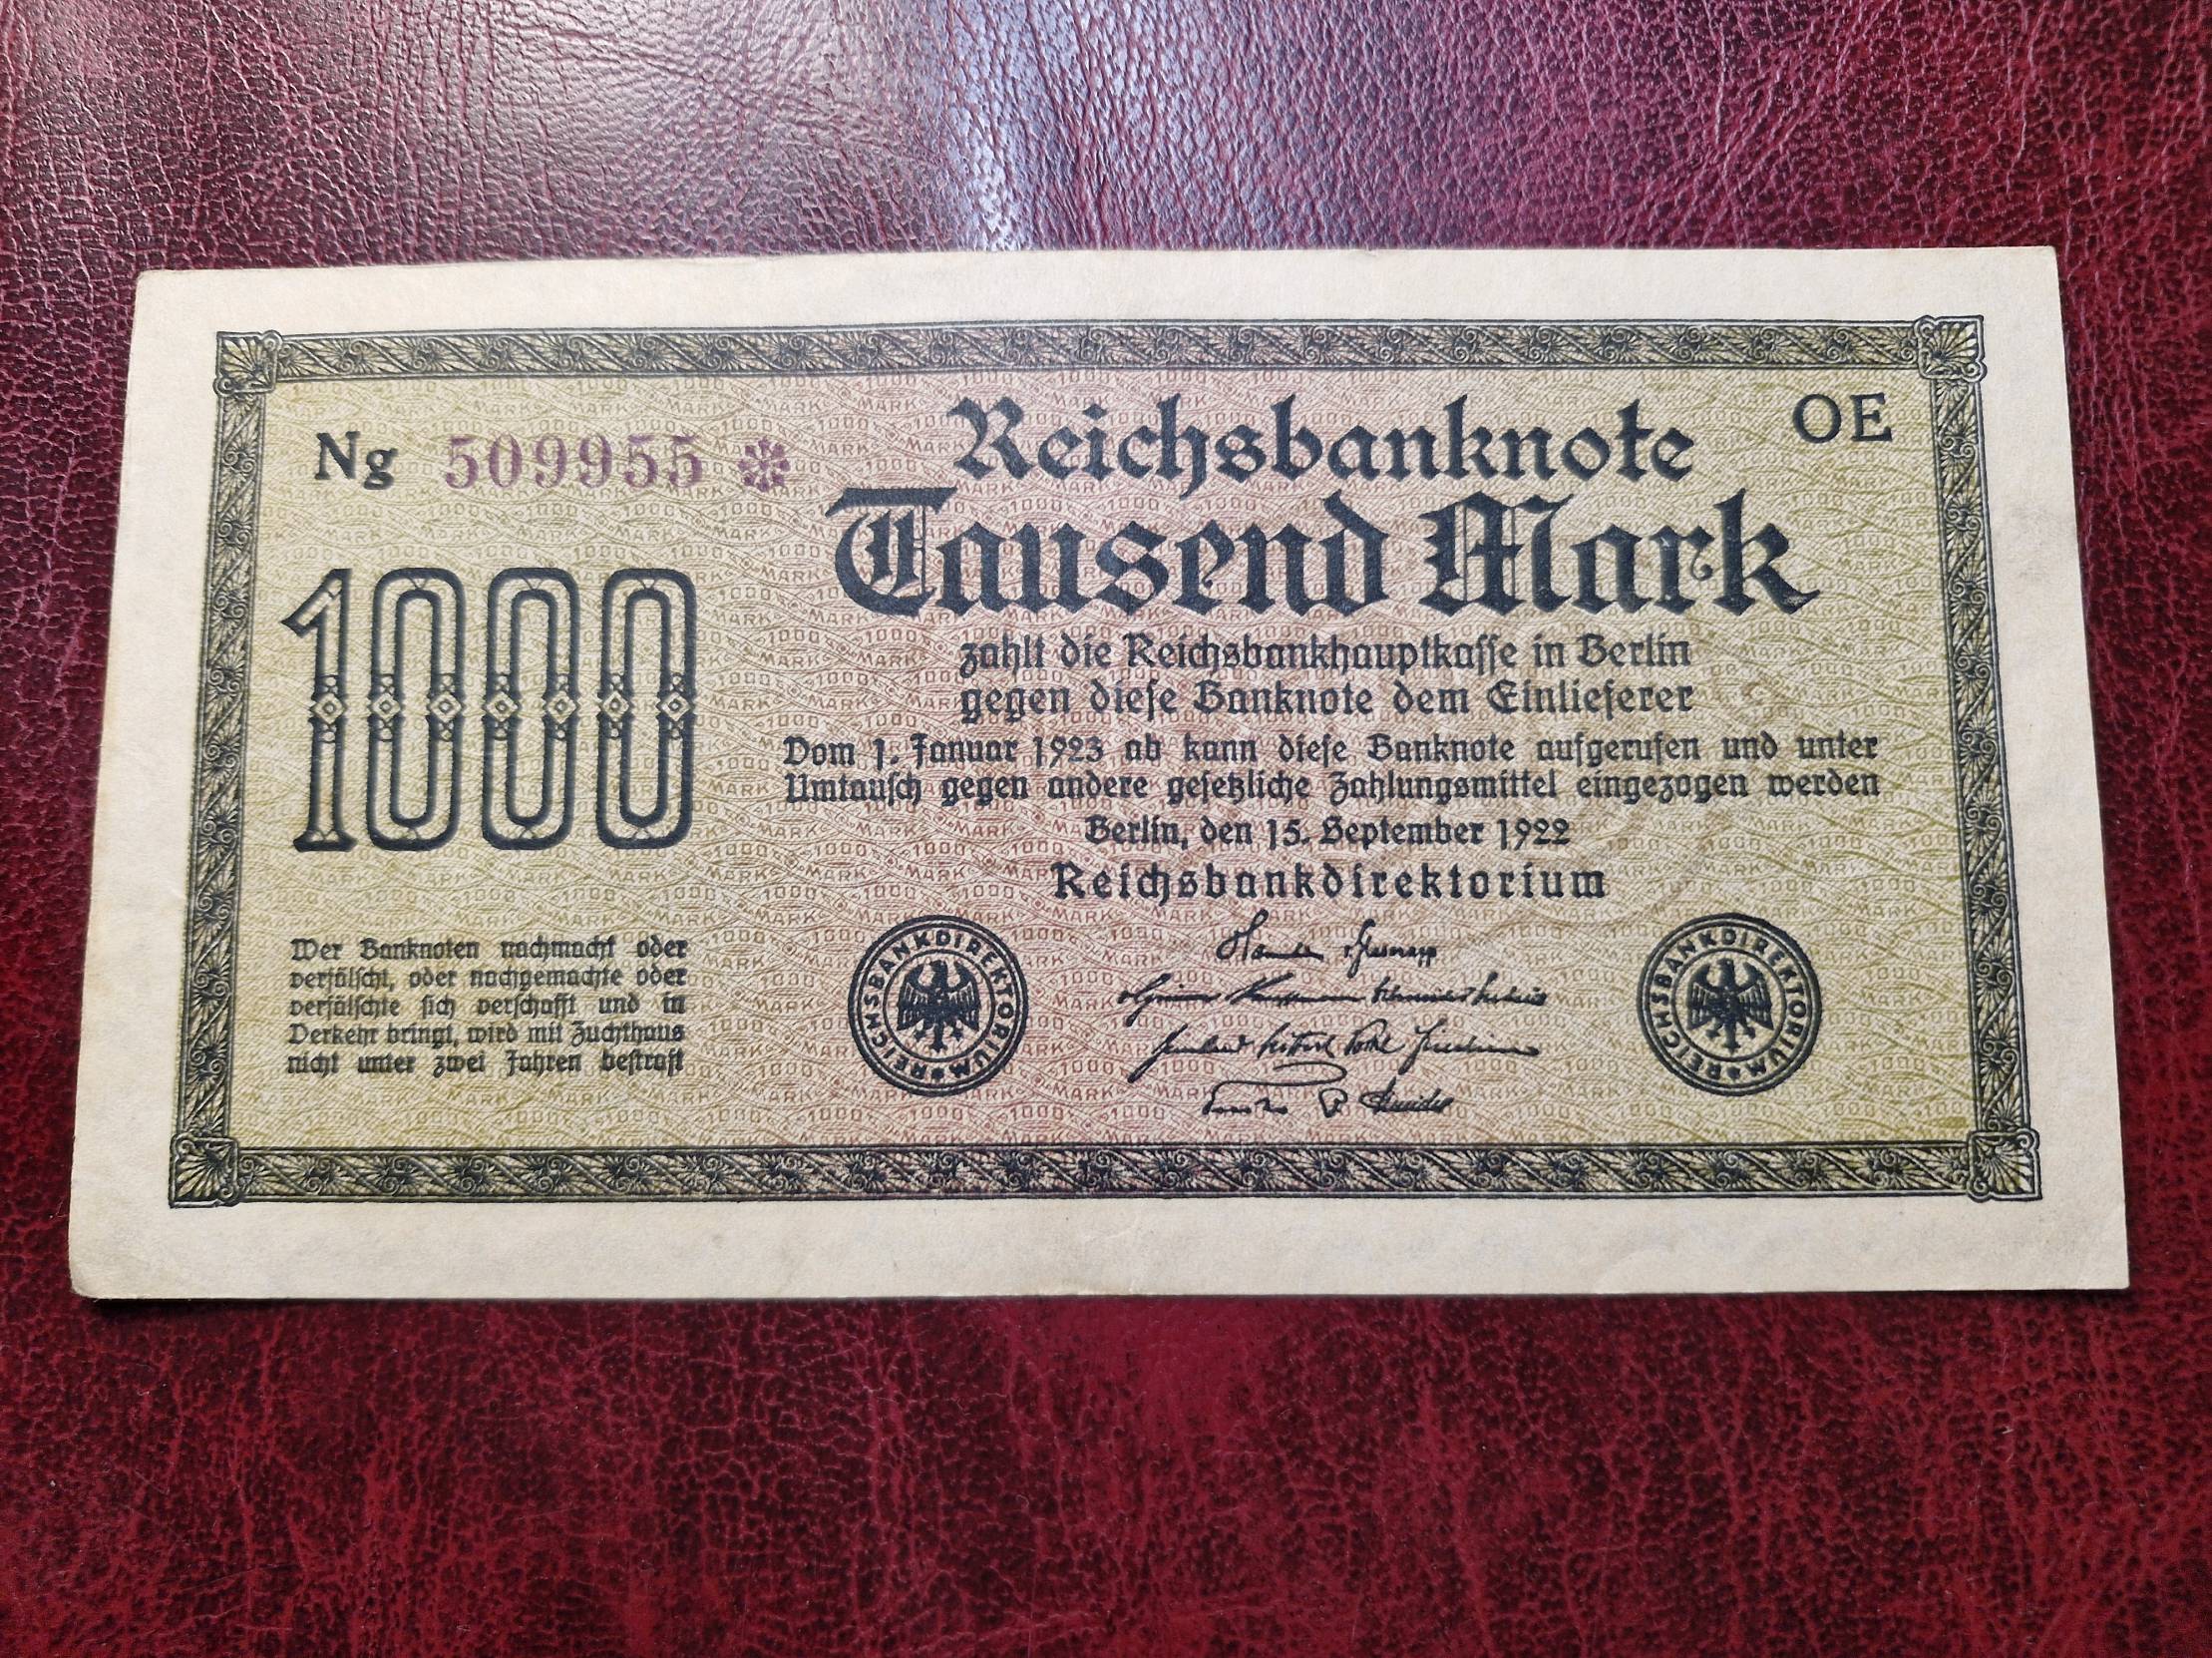 Ng 509955 *
Reichsbanknote
OE
Tausend Mark
1000
zahlt die Reichsbankhauptkasse in Berlin
gegen diese Banknote dem Einlieferer
Vom 1. Januar 1923 ab kann diese Banknote aufgerufen und unter
Umtausch gegen andere gesetzliche Zahlungsmittel eingezogen werden
Berlin, den 15. September 1922
Reichsbankdirektorium
Wer Banknoten nachmacht oder
verfälscht, oder nachgemachte oder
verfälschte sich verschafft und in
Verkehr bringt, wird mit Zuchthaus
nicht unter zwei Jahren bestraft
REICHSBANKDIREKTORIUM
REICHSBANKDIREKTORIUM